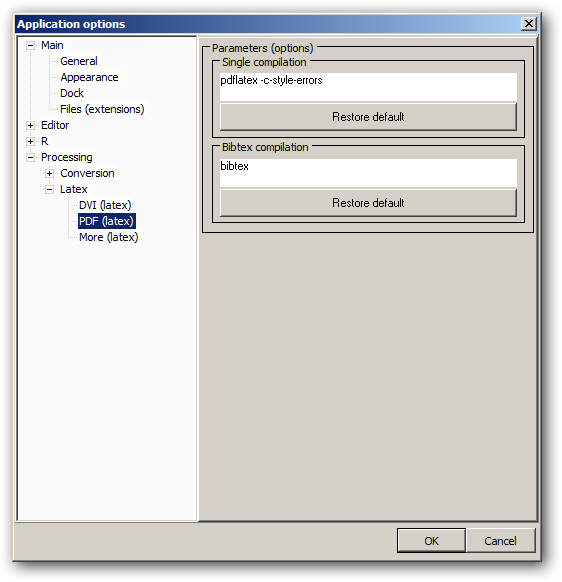 Application options
Main
General
Appearance
Dock
Files (extensions)
Editor
R
Processing
Conversion
Latex
DVI (latex)
PDF (latex)
More (latex)
Parameters (options)
Single compilation
pdflatex -c-style-errors
Restore default
Bibtex compilation
bibtex
Restore default
OK Cancel